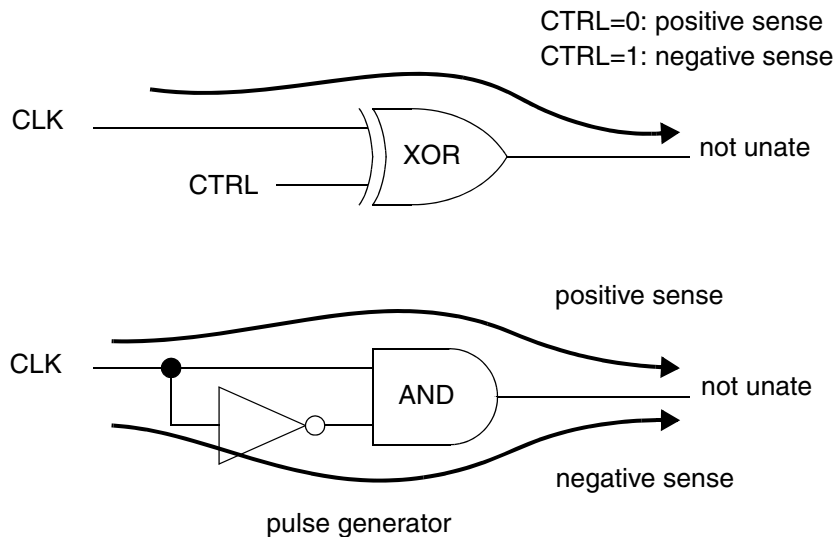 CTRL=0: positive sense
CTRL=1: negative sense
CLK
XOR
not unate
CTRL
positive sense
CLK
AND
not unate
negative sense
pulse generator